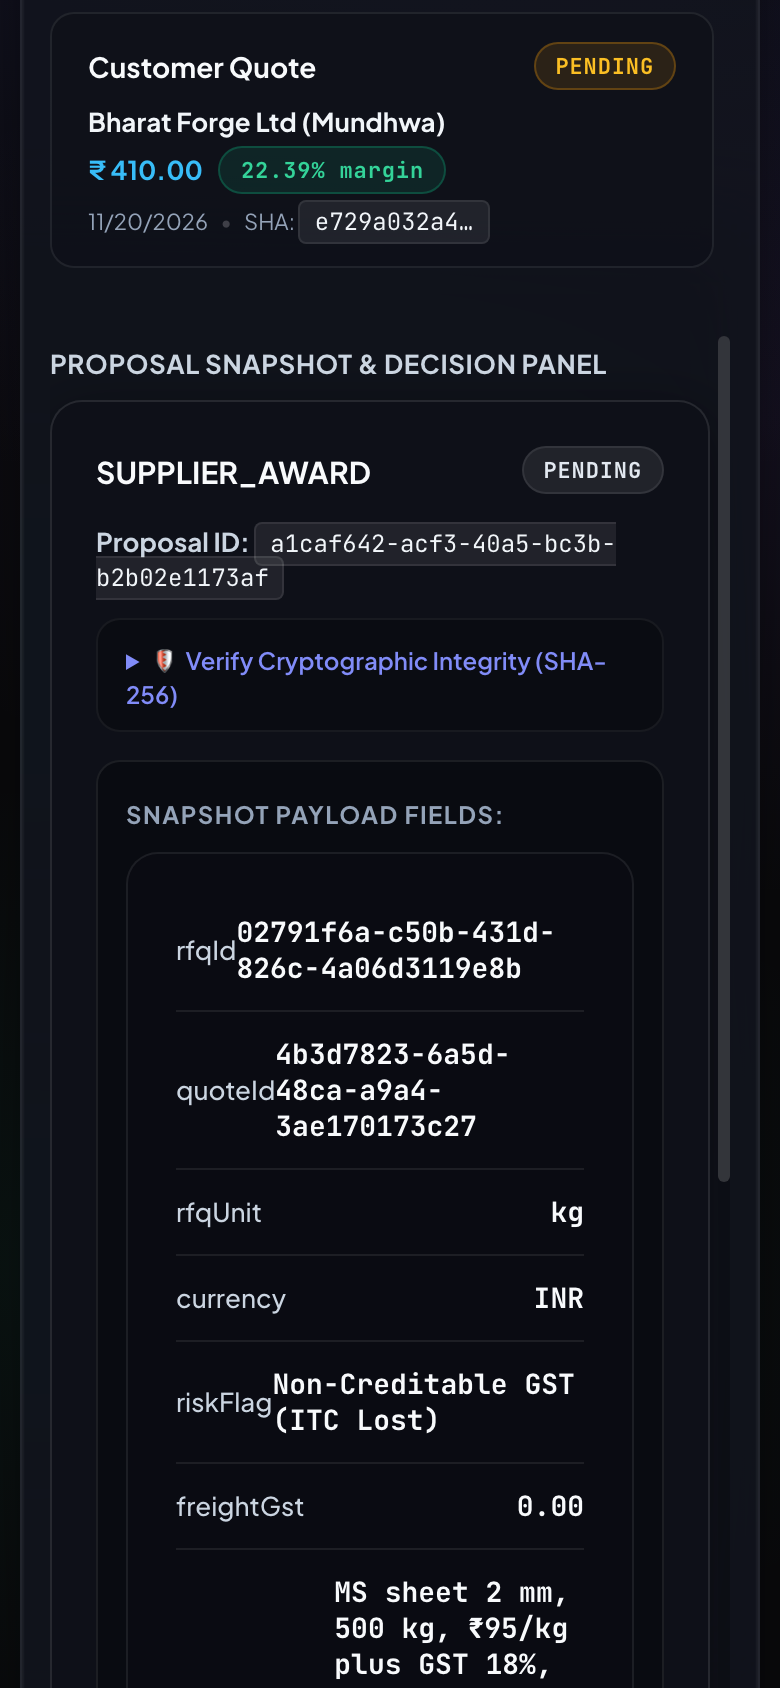 Customer Quote
PENDING
Bharat Forge Ltd (Mundhwa)
₹ 410.00
22.39% margin
11/20/2026 • SHA: e729a032a4…
PROPOSAL SNAPSHOT & DECISION PANEL
SUPPLIER_AWARD
PENDING
Proposal ID: a1caf642-acf3-40a5-bc3b-
b2b02e1173af
Verify Cryptographic Integrity (SHA-
256)
SNAPSHOT PAYLOAD FIELDS:
rfqId
02791f6a-c50b-431d-
826c-4a06d3119e8b
quoteId
4b3d7823-6a5d-
48ca-a9a4-
3ae170173c27
rfqUnit
kg
currency
INR
riskFlag
Non-Creditable GST
(ITC Lost)
freightGst
0.00
MS sheet 2 mm,
500 kg, ₹95/kg
plus GST 18%,